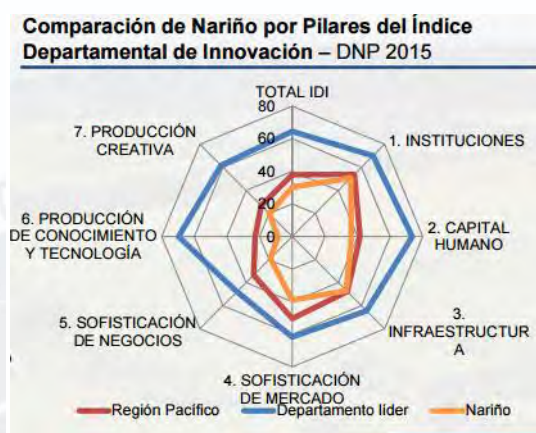 Comparación de Nariño por Pilares del Índice
Departamental de Innovación – DNP 2015
TOTAL IDI
80
60
40
20
0
1. INSTITUCIONES
2. CAPITAL
HUMANO
3.
INFRAESTRUCTUR
A
4. SOFISTICACIÓN
DE MERCADO
5. SOFISTICACIÓN
DE NEGOCIOS
6. PRODUCCIÓN
DE CONOCIMIENTO
Y TECNOLOGÍA
7. PRODUCCIÓN
CREATIVA
Región Pacífico
Departamento líder
Nariño